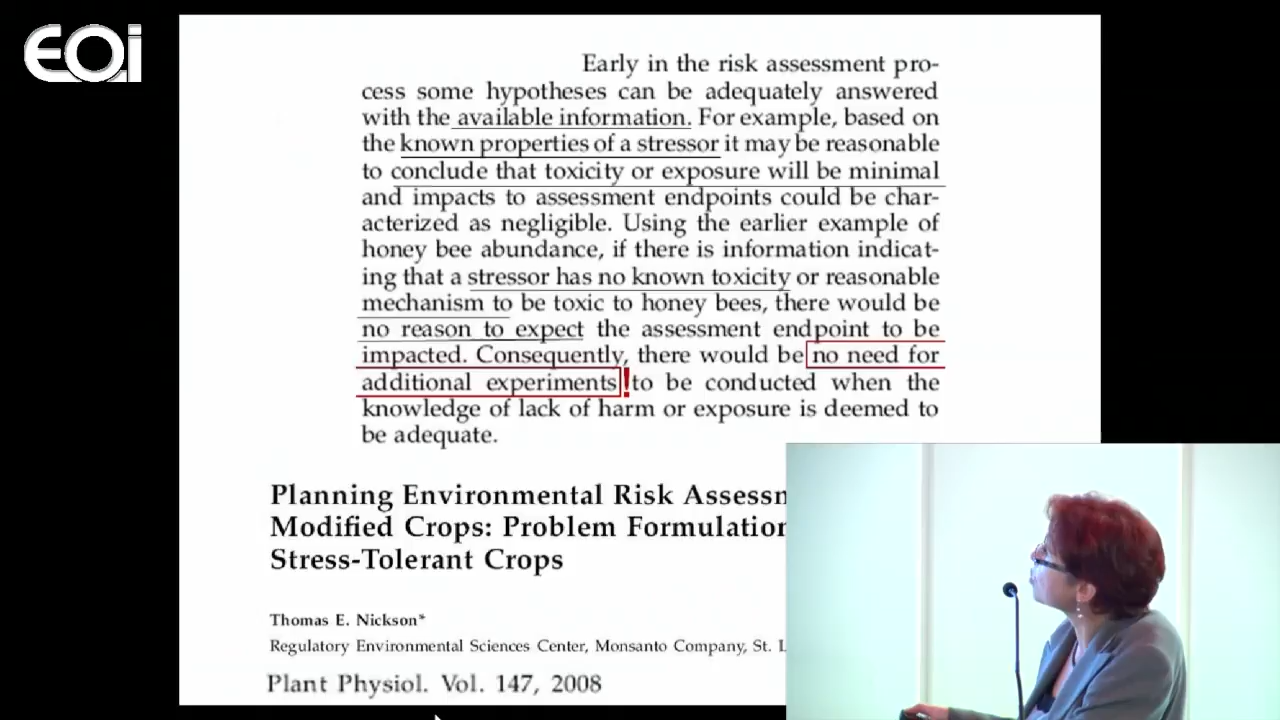 EOi
Early in the risk assessment pro-
cess some hypotheses can be adequately answered
with the available information. For example, based on
the known properties of a stressor it may be reasonable
to conclude that toxicity or exposure will be minimal
and impacts to assessment endpoints could be char-
acterized as negligible. Using the earlier example of
honey bee abundance, if there is information indicat-
ing that a stressor has no known toxicity or reasonable
mechanism to be toxic to honey bees, there would be
no reason to expect the assessment endpoint to be
impacted. Consequently, there would be no need for
additional experiments ! to be conducted when the
knowledge of lack of harm or exposure is deemed to
be adequate.
Planning Environmental Risk Assessm
Modified Crops: Problem Formulation
Stress-Tolerant Crops
Thomas E. Nickson*
Regulatory Environmental Sciences Center, Monsanto Company, St. L
Plant Physiol. Vol. 147, 2008